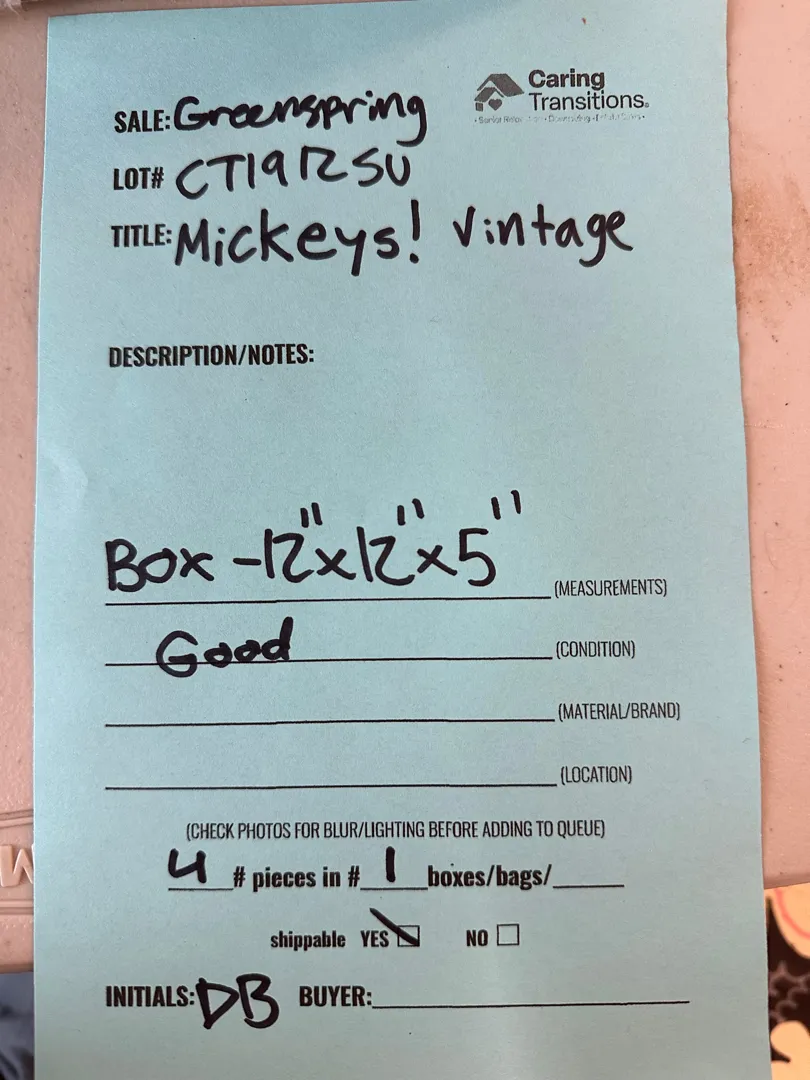 Caring
Transitions®
SALE: Greenspring
LOT# CT1912SU
TITLE: Mickeys! Vintage
DESCRIPTION/NOTES:
Box - 12" x 12" x 5" (MEASUREMENTS)
Good (CONDITION)
(MATERIAL/BRAND)
(LOCATION)
(CHECK PHOTOS FOR BLUR/LIGHTING BEFORE ADDING TO QUEUE)
4 # pieces in # 1 boxes/bags/
shippable YES NO
INITIALS: DB BUYER: